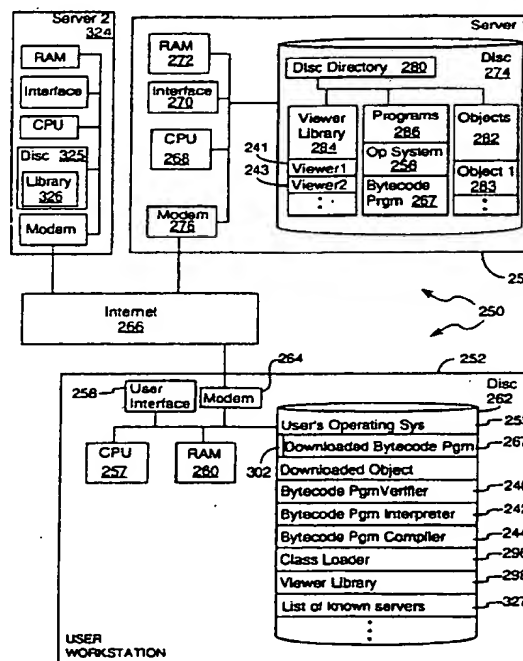 Server 2
324
RAM
Interface
CPU
Disc 325
Library
326
Modem
Server
RAM
272
Interface
270
CPU
268
Modem
276
Disc Directory 280
Disc
274
Viewer
Library
284
241
Viewer1
243
Viewer2
Programs
286
Op System
256
Bytecode
Prgm 267
Objects
282
Object 1
283
Internet
266
250
252
264
258
User
Interface
Modem
Disc
262
CPU
257
RAM
260
302
User's Operating Sys
Downloaded Bytecode Pgm
267
Downloaded Object
Bytecode PgmVerifier
Bytecode Pgm Interpreter
242
Bytecode Pgm Compiler
244
Class Loader
296
Viewer Library
298
List of known servers
327
USER
WORKSTATION